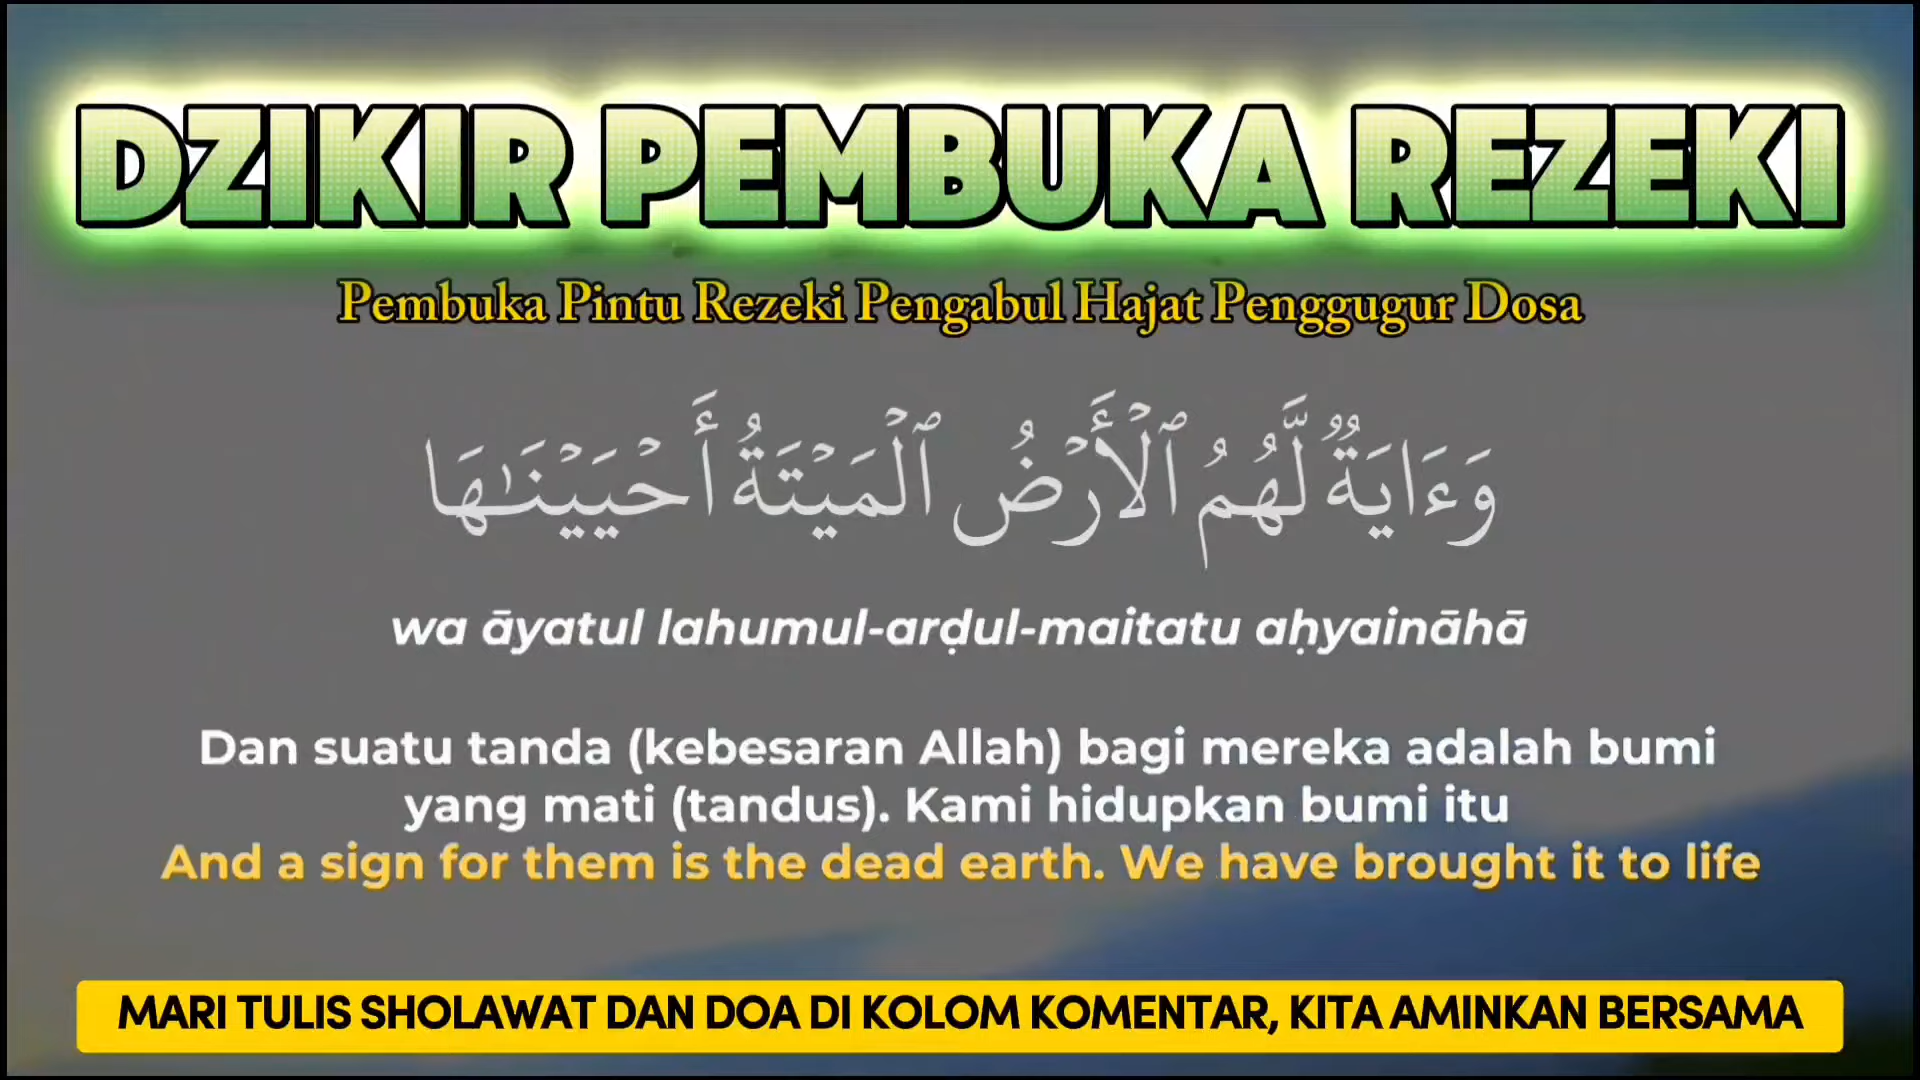 DZIKIR PEMBUKA REZEKI
Pembuka Pintu Rezeki Pengabul Hajat Penggugur Dosa
وَءَايَةٌ لَّهُمُ ٱلْأَرْضُ ٱلْمَيْتَةُ أَحْيَيْنَـٰهَا
wa āyatul lahumul-arḍul-maitatu aḥyaināhā
Dan suatu tanda (kebesaran Allah) bagi mereka adalah bumi
yang mati (tandus). Kami hidupkan bumi itu
And a sign for them is the dead earth. We have brought it to life
MARI TULIS SHOLAWAT DAN DOA DI KOLOM KOMENTAR, KITA AMINKAN BERSAMA